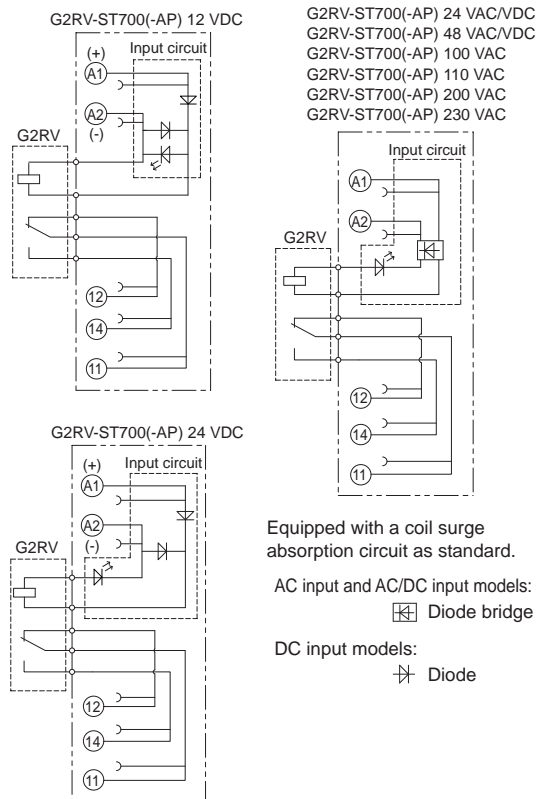 G2RV-ST700(-AP) 12 VDC
(+)
Input circuit
A1
A2
(-)
G2RV
12
14
11
G2RV-ST700(-AP) 24 VDC
(+)
Input circuit
A1
A2
(-)
G2RV
12
14
11
G2RV-ST700(-AP) 24 VAC/VDC
G2RV-ST700(-AP) 48 VAC/VDC
G2RV-ST700(-AP) 100 VAC
G2RV-ST700(-AP) 110 VAC
G2RV-ST700(-AP) 200 VAC
G2RV-ST700(-AP) 230 VAC
Input circuit
A1
A2
G2RV
12
14
11
Equipped with a coil surge
absorption circuit as standard.
AC input and AC/DC input models:
Diode bridge
DC input models:
Diode